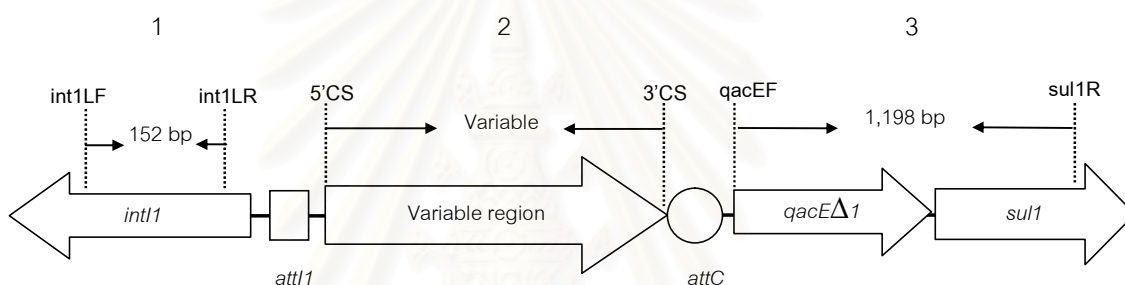 1 2 3
int1LF int1LR 5'CS 3'CS qacEF sul1R
152 bp Variable 1,198 bp
intI1 Variable region qacEΔ1 sul1
attI1 attC